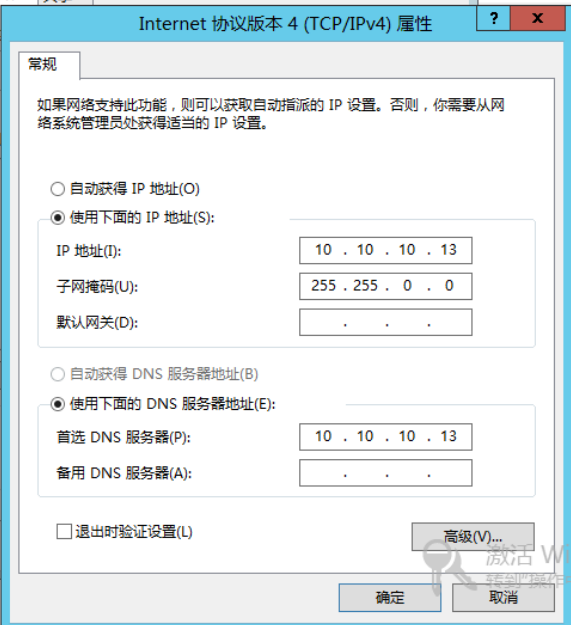 Internet 协议版本 4 (TCP/IPv4) 属性
?
x
常规
如果网络支持此功能，则可以获取自动指派的 IP 设置。否则，你需要从网
络系统管理员处获得适当的 IP 设置。
自动获得 IP 地址(O)
使用下面的 IP 地址(S):
IP 地址(I):
10 . 10 . 10 . 13
子网掩码(U):
255 . 255 . 0 . 0
默认网关(D):
. . .
自动获得 DNS 服务器地址(B)
使用下面的 DNS 服务器地址(E):
首选 DNS 服务器(P):
10 . 10 . 10 . 13
备用 DNS 服务器(A):
. . .
退出时验证设置(L)
高级(V)...
激活 Wi
转到"操作
确定
取消